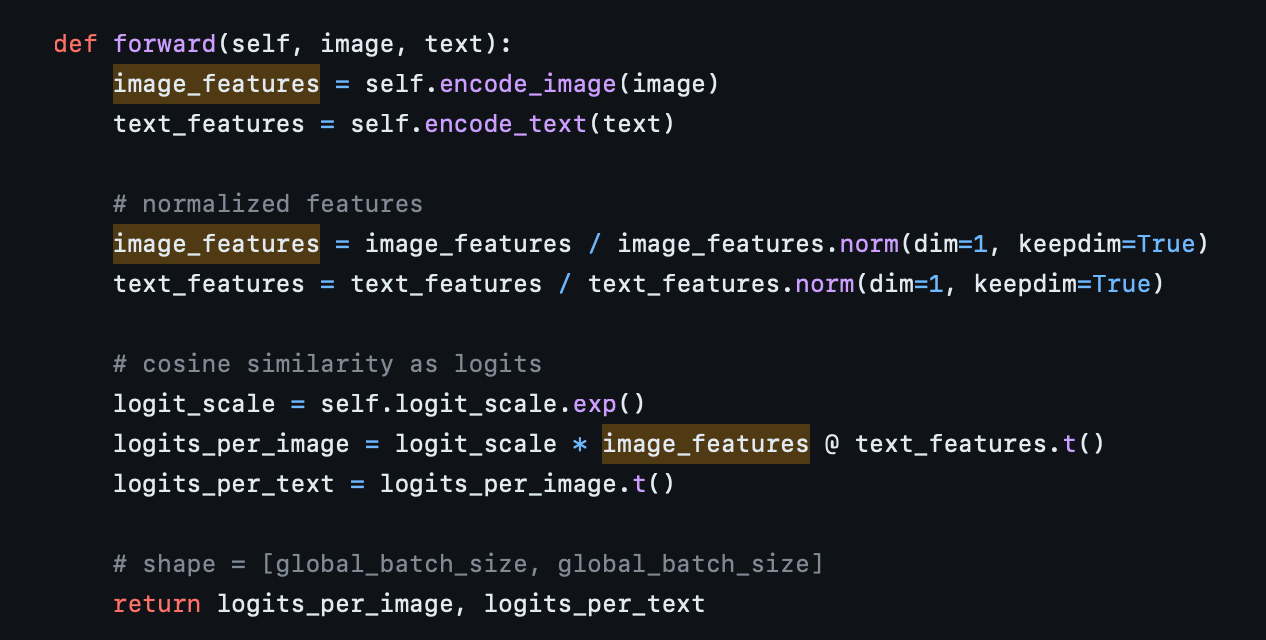 def forward(self, image, text):
    image_features = self.encode_image(image)
    text_features = self.encode_text(text)

    # normalized features
    image_features = image_features / image_features.norm(dim=1, keepdim=True)
    text_features = text_features / text_features.norm(dim=1, keepdim=True)

    # cosine similarity as logits
    logit_scale = self.logit_scale.exp()
    logits_per_image = logit_scale * image_features @ text_features.t()
    logits_per_text = logits_per_image.t()

    # shape = [global_batch_size, global_batch_size]
    return logits_per_image, logits_per_text